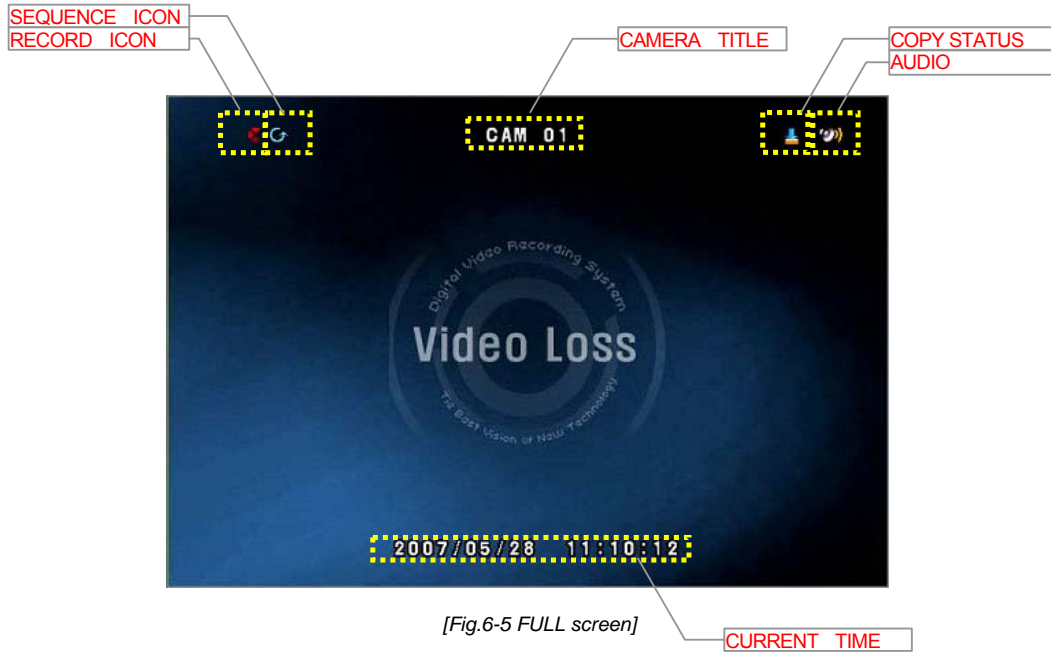 SEQUENCE ICON
RECORD ICON
CAMERA TITLE
COPY STATUS
AUDIO
CAM 01
Digital Video Recording System
Video Loss
The Best Vision of New Technology
2007/05/28 11:10:12
[Fig.6-5 FULL screen]
CURRENT TIME